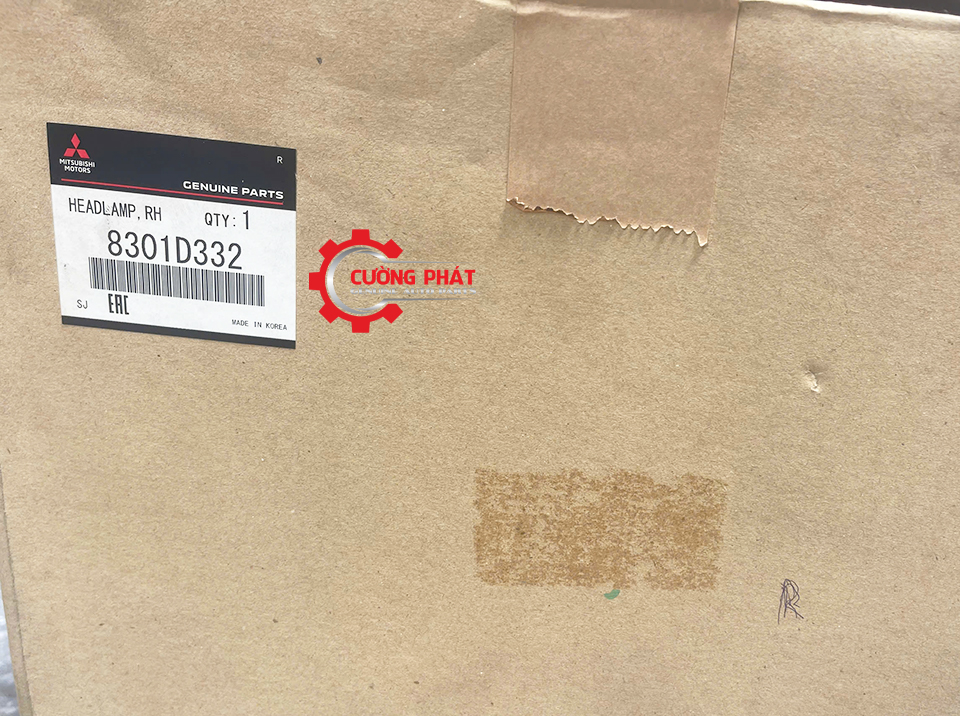 MITSUBISHI
MOTORS
R
GENUINE PARTS
HEADLAMP,RH QTY:1
8301D332
SJ EAC
MADE IN KOREA
CƯỜNG PHÁT
R